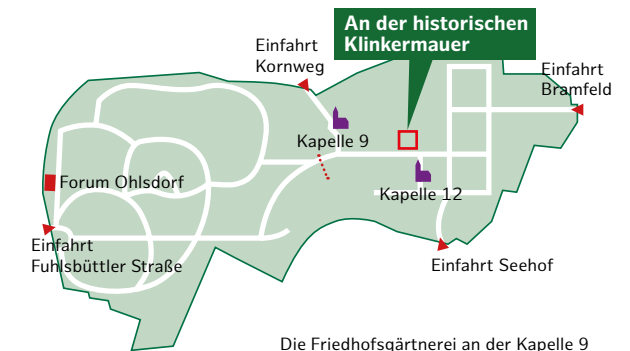 An der historischen
Klinkermauer
Einfahrt
Kornweg
Einfahrt
Bramfeld
Kapelle 9
Forum Ohlsdorf
Kapelle 12
Einfahrt
Fuhlsbüttler Straße
Einfahrt Seehof
Die Friedhofsgärtnerei an der Kapelle 9